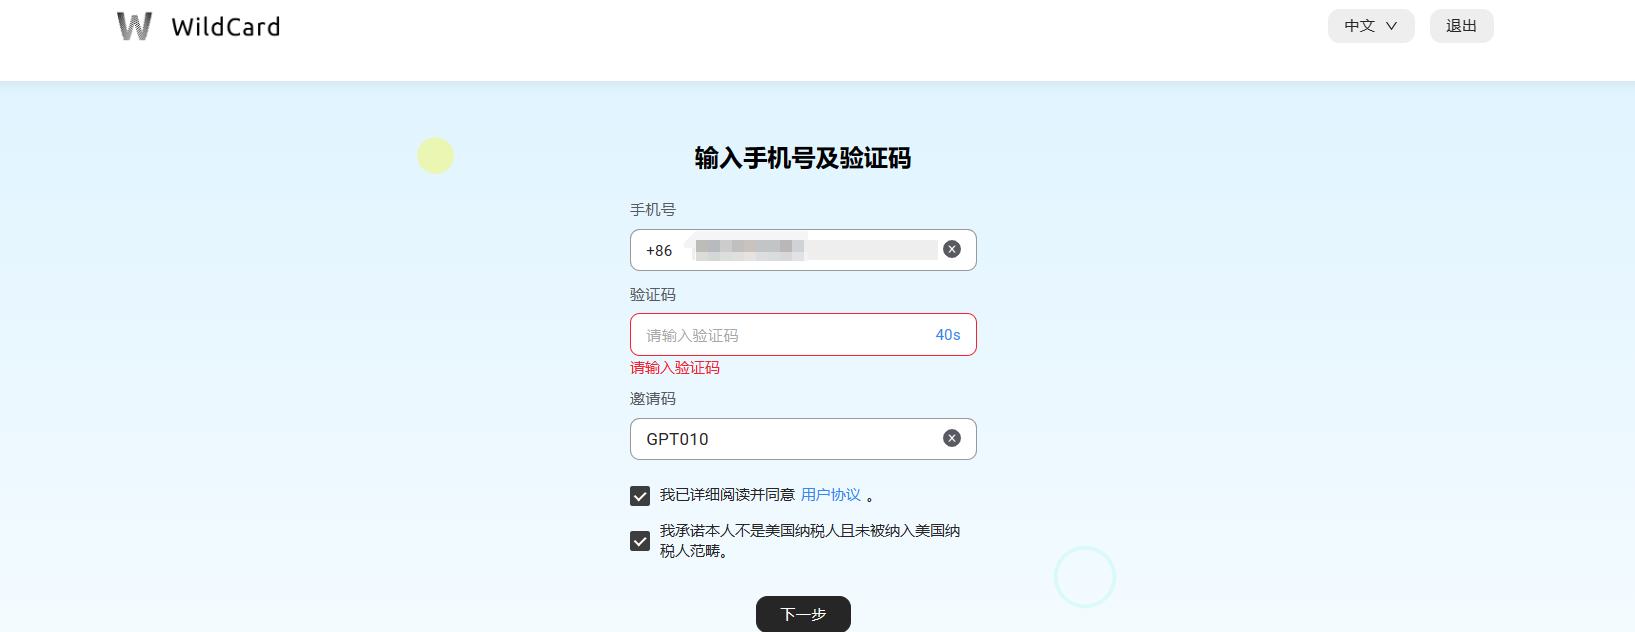 WildCard
中文
退出
输入手机号及验证码
手机号
+86
验证码
请输入验证码
40s
请输入验证码
邀请码
GPT010
我已详细阅读并同意 用户协议 。
我承诺本人不是美国纳税人且未被纳入美国纳
税人范畴。
下一步